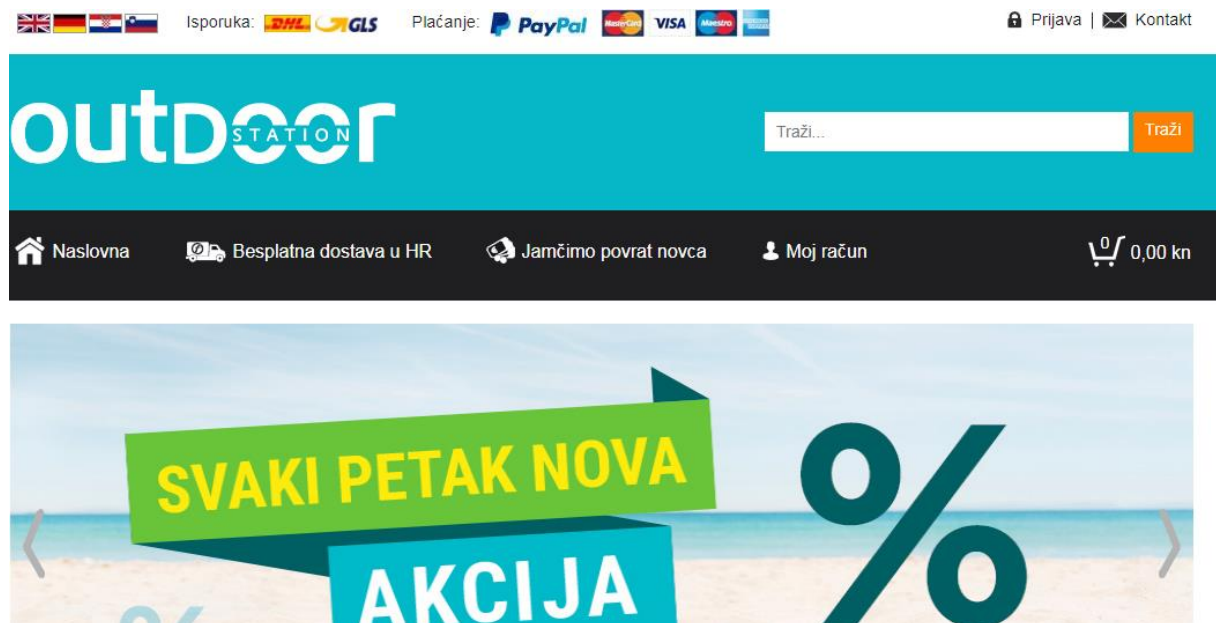 Isporuka: DHL GLS Plaćanje: PayPal MasterCard VISA Maestro Prijava | Kontakt
outDoor
STATION
Traži... Traži
Naslovna Besplatna dostava u HR Jamčimo povrat novca Moj račun 0 0,00 kn
SVAKI PETAK NOVA
%
AKCIJA
%